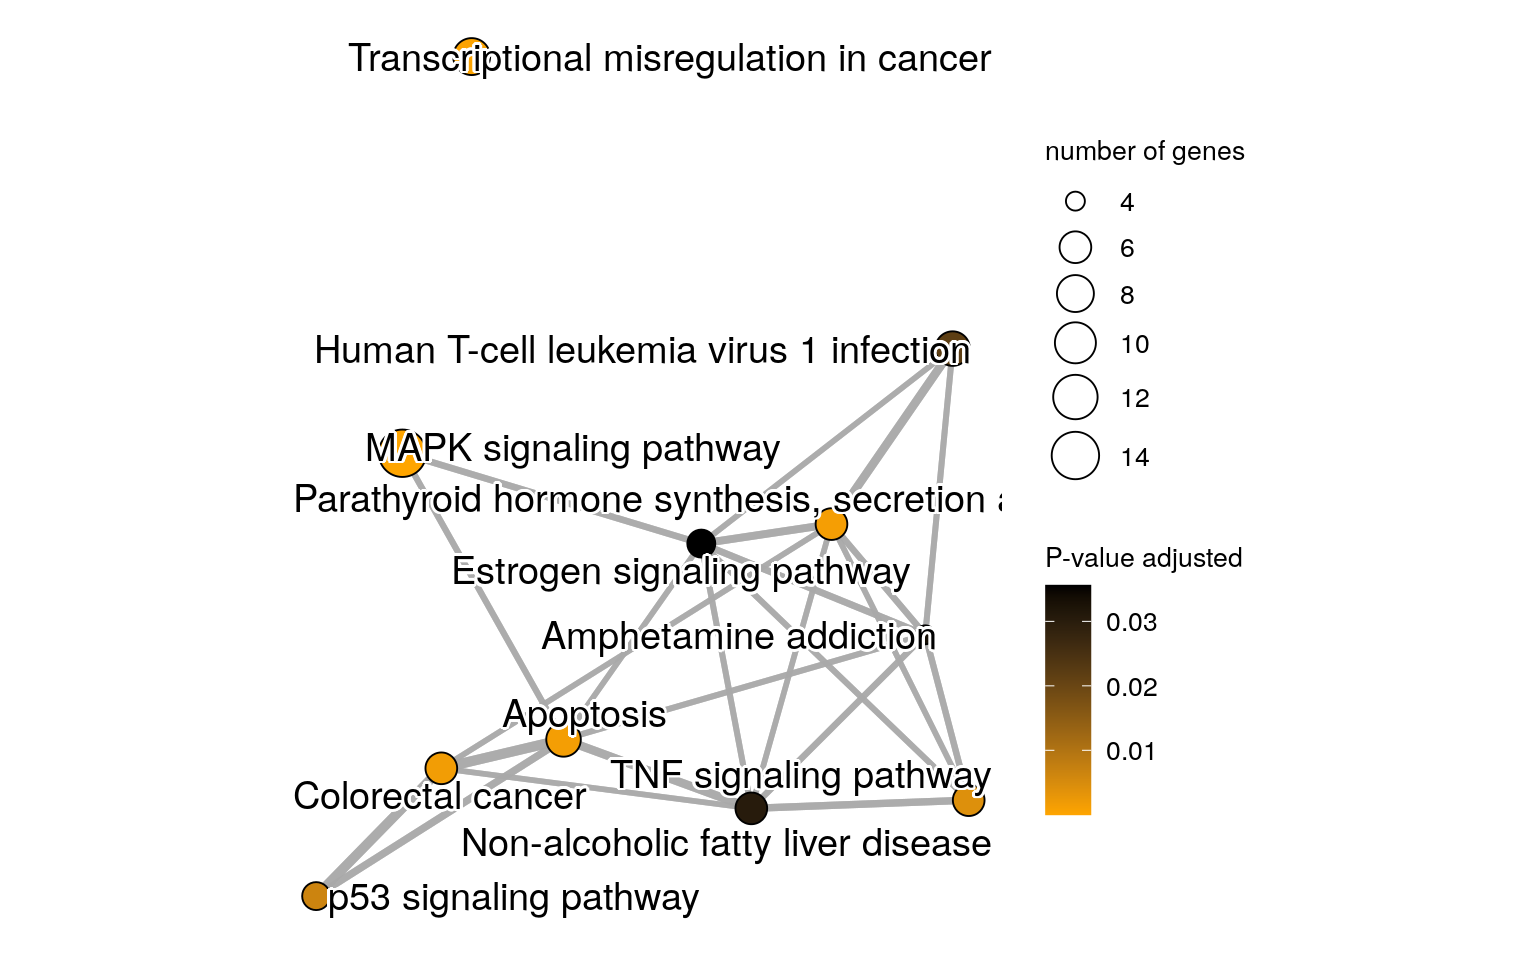 Transcriptional misregulation in cancer
Human T-cell leukemia virus 1 infection
MAPK signaling pathway
Parathyroid hormone synthesis, secretion a
Estrogen signaling pathway
Amphetamine addiction
Apoptosis
TNF signaling pathway
Colorectal cancer
Non-alcoholic fatty liver disease
p53 signaling pathway
number of genes
4
6
8
10
12
14
P-value adjusted
0.03
0.02
0.01